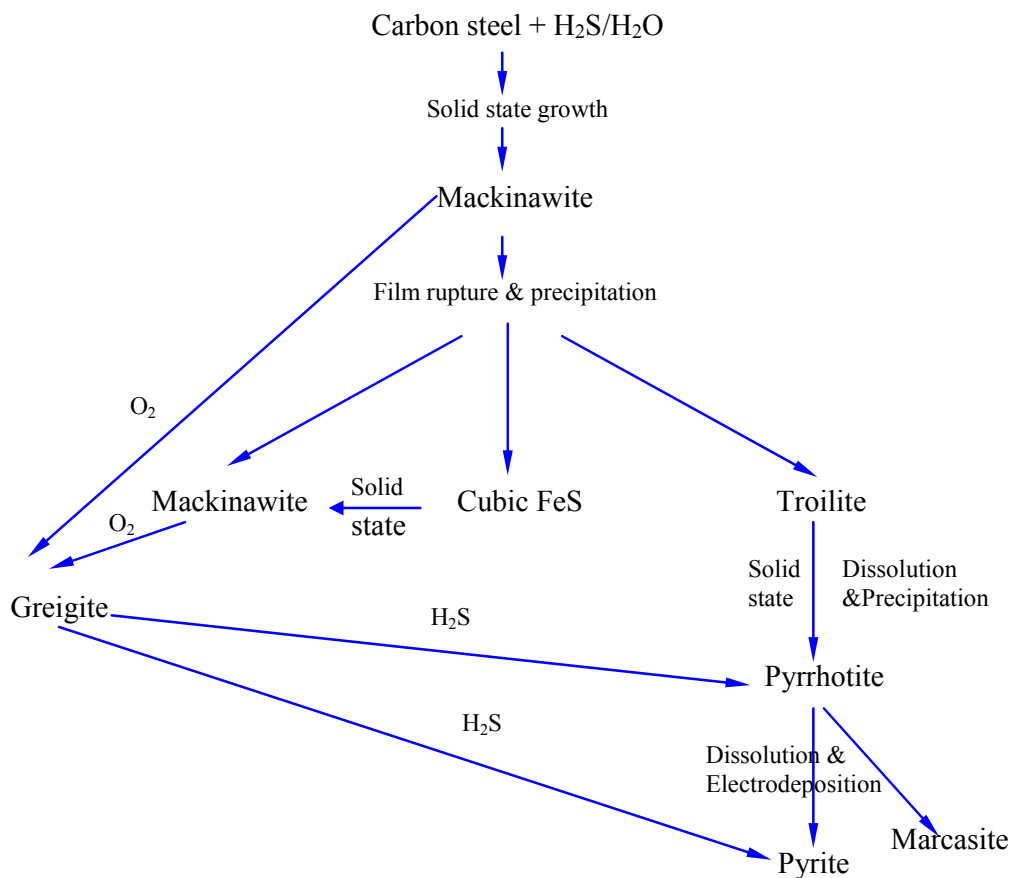 Carbon steel + H₂S/H₂O
Solid state growth
Mackinawite
Film rupture & precipitation
O₂
Mackinawite
Solid
state
Cubic FeS
Troilite
O₂
Solid
state
Dissolution
&Precipitation
Greigite
H₂S
Pyrrhotite
H₂S
Dissolution &
Electrodeposition
Marcasite
Pyrite